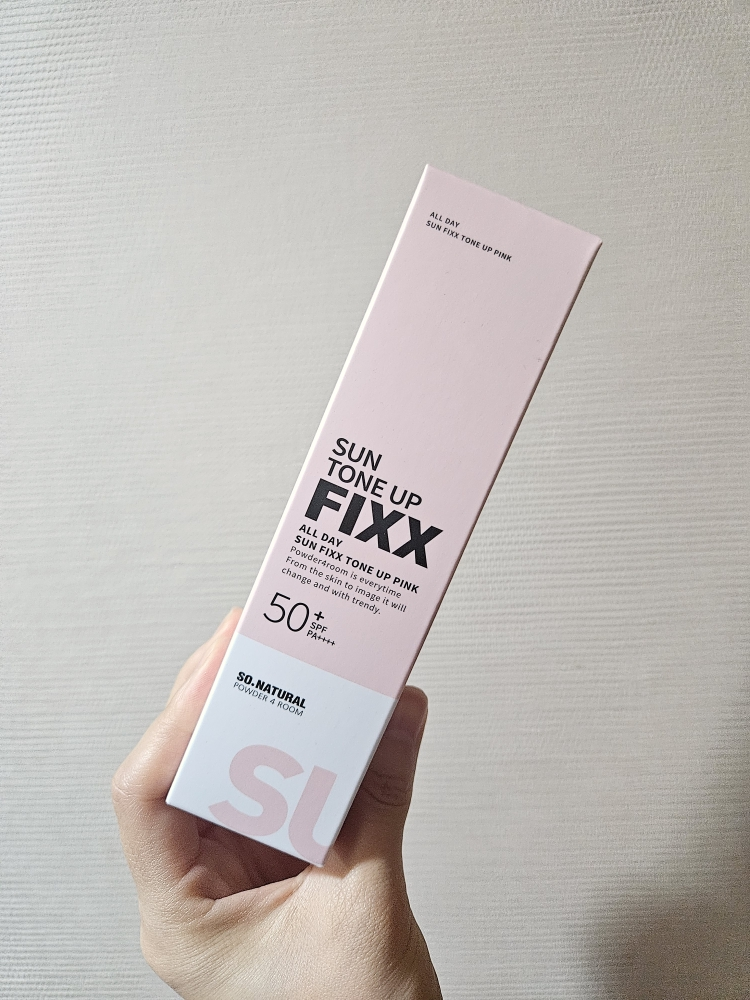 ALL DAY
SUN FIXX TONE UP PINK
SUN
TONE UP
FIXX
ALL DAY
SUN FIXX TONE UP PINK
Powder4room is everytime
From the skin to image it will
change and with trendy.
50+
SPF
PA++++
SO.NATURAL
POWDER 4 ROOM
SU